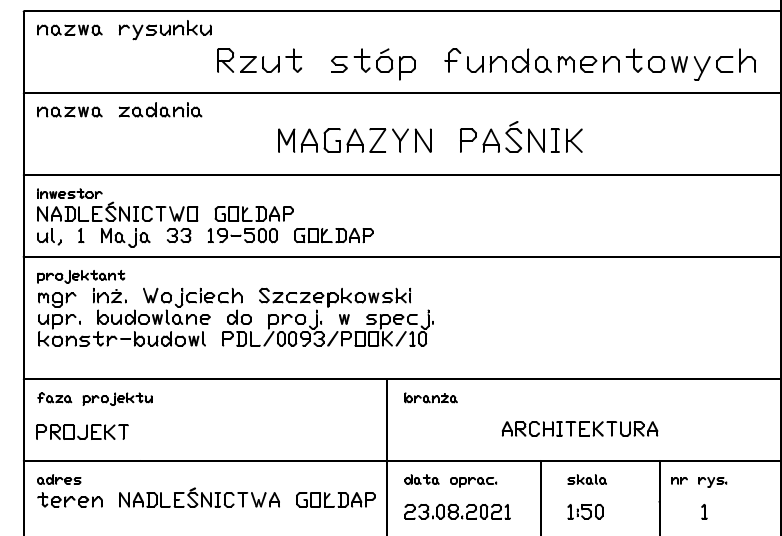 nazwa rysunku
Rzut stóp fundamentowych
nazwa zadania
MAGAZYN PAŚNIK
inwestor
NADLEŚNICTWO GOŁDAP
ul, 1 Maja 33 19-500 GOŁDAP
projektant
mgr inż. Wojciech Szczepkowski
upr. budowlane do proj. w specj.
konstr-budowl PDL/0093/POOK/10
faza projektu
PROJEKT
branża
ARCHITEKTURA
adres
teren NADLEŚNICTWA GOŁDAP
data oprac.
23.08.2021
skala
1:50
nr rys.
1